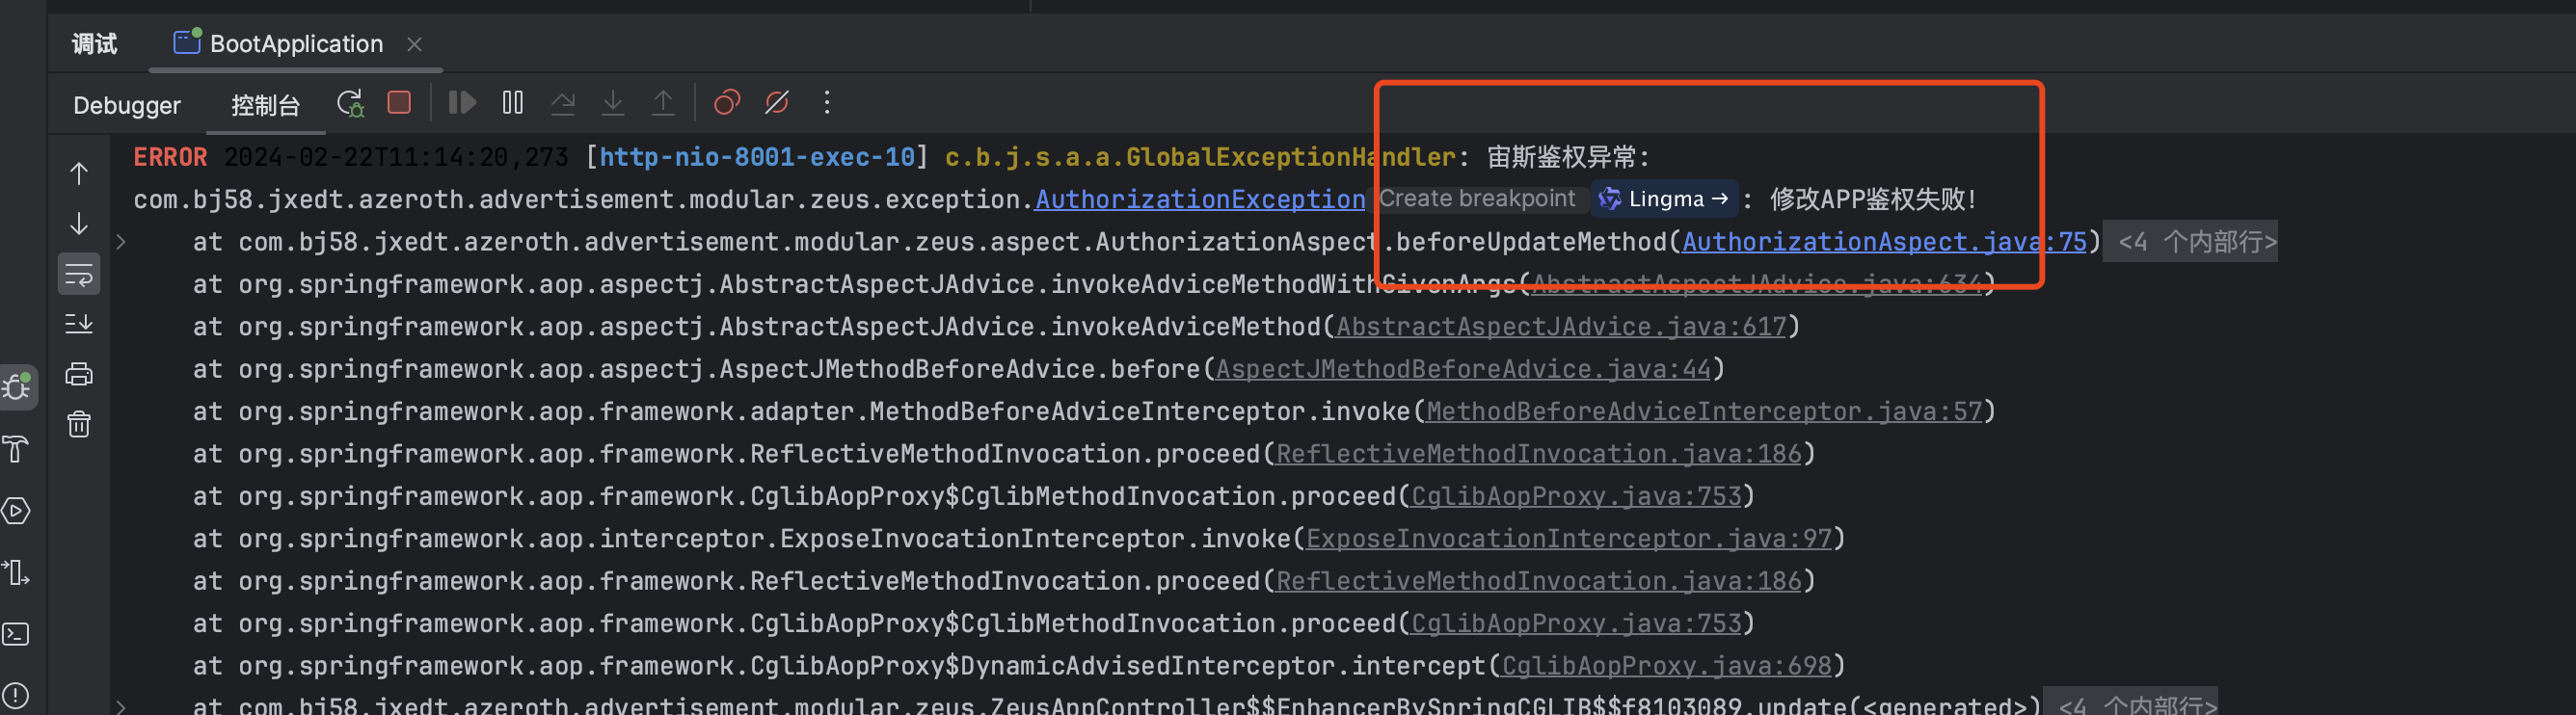 调试 BootApplication
Debugger 控制台
ERROR 2024-02-22T11:14:20,273 [http-nio-8001-exec-10] c.b.j.s.a.a.GlobalExceptionHandler: 宙斯鉴权异常:
com.bj58.jxedt.azeroth.advertisement.modular.zeus.exception.AuthorizationException Create breakpoint Lingma → : 修改APP鉴权失败!
at com.bj58.jxedt.azeroth.advertisement.modular.zeus.aspect.AuthorizationAspect.beforeUpdateMethod(AuthorizationAspect.java:75) <4 个内部行>
at org.springframework.aop.aspectj.AbstractAspectJAdvice.invokeAdviceMethodWithGivenArgs(AbstractAspectJAdvice.java:634)
at org.springframework.aop.aspectj.AbstractAspectJAdvice.invokeAdviceMethod(AbstractAspectJAdvice.java:617)
at org.springframework.aop.aspectj.AspectJMethodBeforeAdvice.before(AspectJMethodBeforeAdvice.java:44)
at org.springframework.aop.framework.adapter.MethodBeforeAdviceInterceptor.invoke(MethodBeforeAdviceInterceptor.java:57)
at org.springframework.aop.framework.ReflectiveMethodInvocation.proceed(ReflectiveMethodInvocation.java:186)
at org.springframework.aop.framework.CglibAopProxy$CglibMethodInvocation.proceed(CglibAopProxy.java:753)
at org.springframework.aop.interceptor.ExposeInvocationInterceptor.invoke(ExposeInvocationInterceptor.java:97)
at org.springframework.aop.framework.ReflectiveMethodInvocation.proceed(ReflectiveMethodInvocation.java:186)
at org.springframework.aop.framework.CglibAopProxy$CglibMethodInvocation.proceed(CglibAopProxy.java:753)
at org.springframework.aop.framework.CglibAopProxy$DynamicAdvisedInterceptor.intercept(CglibAopProxy.java:698)
at com.bj58.jxedt.azeroth.advertisement.modular.zeus.ZeusAppController$$EnhancerBySpringCGLIB$$f8103089.update(<generated>) <4 个内部行>